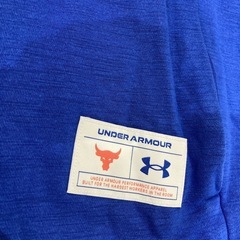 UNDER ARMOUR
UNDER ARMOUR PERFORMANCE APPAREL
BUILT FOR THE HARDEST WORKERS IN THE ROOM